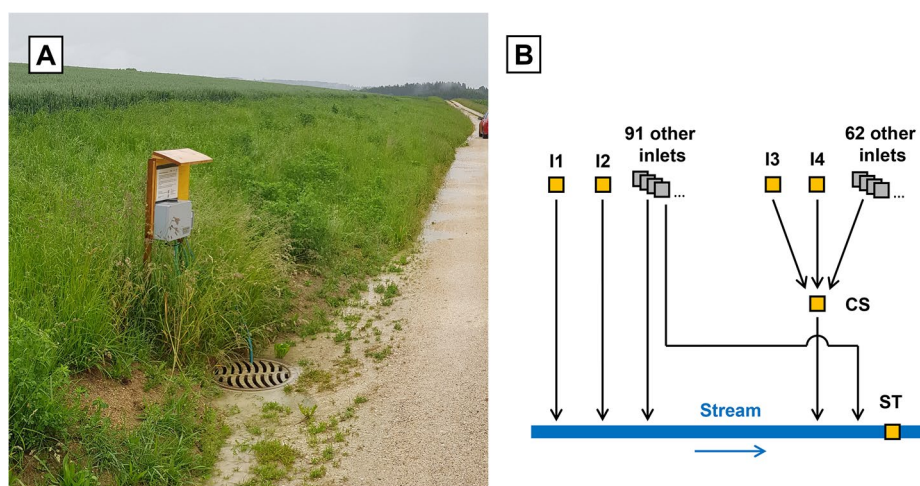 A
B
91 other
inlets
62 other
inlets
I1
I2
I3
I4
...
...
CS
ST
Stream